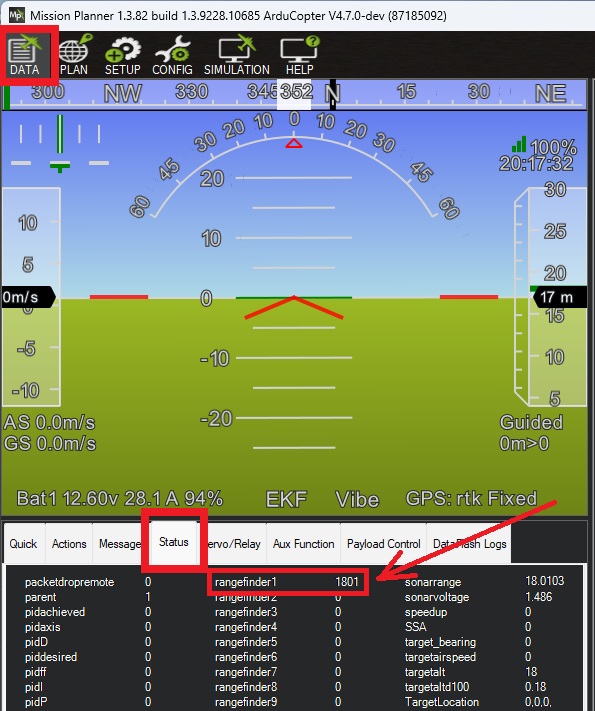 Mission Planner 1.3.82 build 1.3.9228.10685 ArduCopter V4.7.0-dev (87185092)
DATA PLAN SETUP CONFIG SIMULATION HELP
300 NW 330 345 352 N 15 30 NE
60 45 30 20 10 0 10 20 30 45 60
100%
20:17:32
20
10
0
-10
-20
10
5
0m/s
0
-5
-10
30
25
20
17 m
15
10
5
AS 0.0m/s
GS 0.0m/s
Guided
0m>0
Bat1 12.60v 28.1 A 94% EKF Vibe GPS: rtk Fixed
Quick Actions Message Status ervo/Relay Aux Function Payload Control DataFlash Logs
packetdropremote 0 rangefinder1 1801 sonarrange 18.0103
parent 1 rangefinder2 0 sonarvoltage 1.486
pidachieved 0 rangefinder3 0 speedup 0
pidaxis 0 rangefinder4 0 SSA 0
pidD 0 rangefinder5 0 target_bearing 0
piddesired 0 rangefinder6 0 targetairspeed 0
pidff 0 rangefinder7 0 targetalt 18
pidI 0 rangefinder8 0 targetaltd100 0.18
pidP 0 rangefinder9 0 TargetLocation 0,0,0,